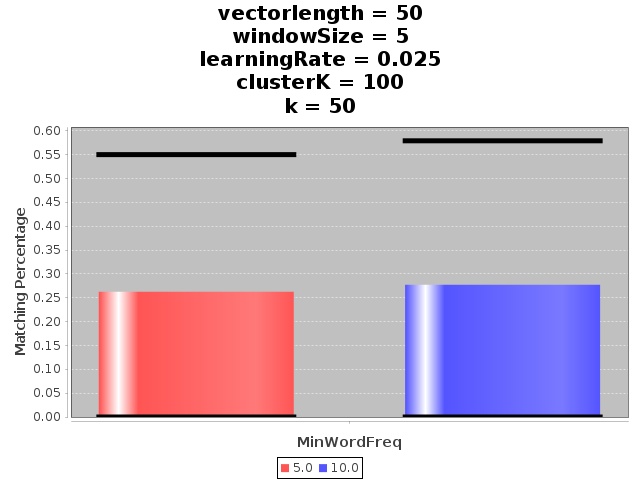 vectorlength = 50
windowSize = 5
learningRate = 0.025
clusterK = 100
k = 50
0.60
0.55
0.50
0.45
0.40
0.35
0.30
0.25
0.20
0.15
0.10
0.05
0.00
Matching Percentage
MinWordFreq
5.0 10.0